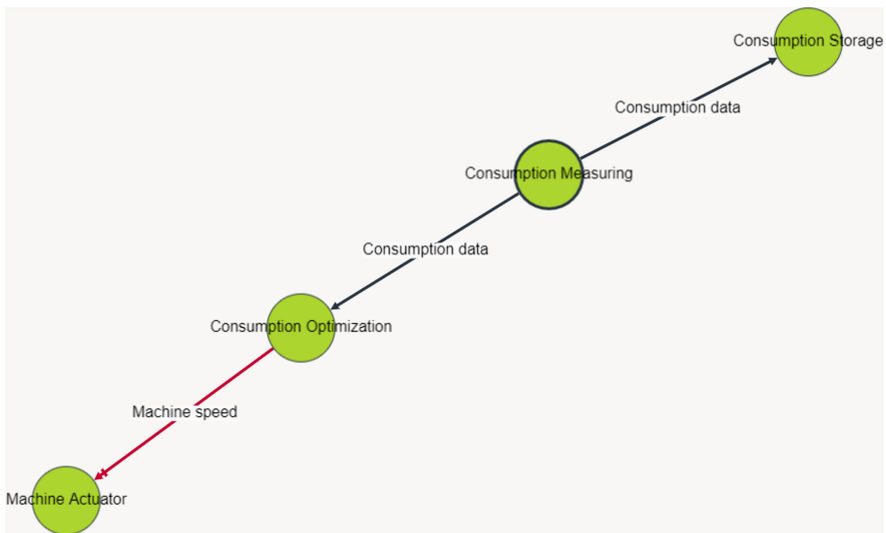 Consumption Storage
Consumption data
Consumption Measuring
Consumption data
Consumption Optimization
Machine speed
Machine Actuator